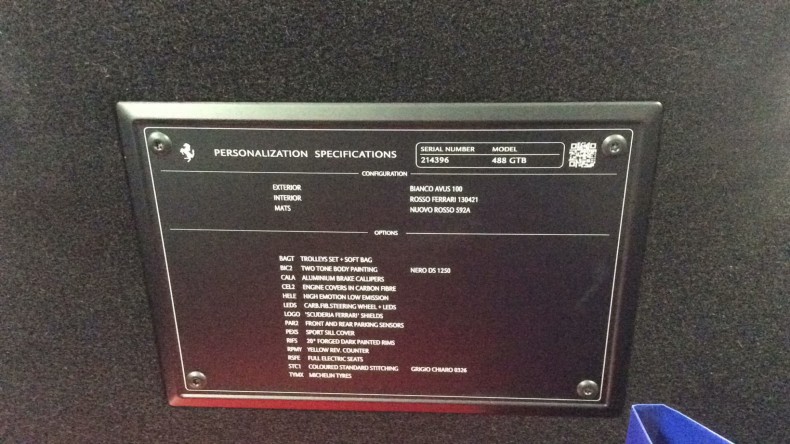 PERSONALIZATION SPECIFICATIONS
SERIAL NUMBER MODEL
214396 488 GTB
CONFIGURATION
EXTERIOR BIANCO AVUS 100
INTERIOR ROSSO FERRARI 130421
MATS NUOVO ROSSO 592A
OPTIONS
BAGT TROLLEYS SET + SOFT BAG
BIC2 TWO TONE BODY PAINTING NERO DS 1250
CALA ALUMINIUM BRAKE CALLIPERS
CEL2 ENGINE COVERS IN CARBON FIBRE
HELE HIGH EMOTION LOW EMISSION
LEDS CARB.FIB.STEERING WHEEL + LEDS
LOGO 'SCUDERIA FERRARI' SHIELDS
PAR2 FRONT AND REAR PARKING SENSORS
PDIS SPORT SILL COVER
RIFS 20" FORGED DARK PAINTED RIMS
RPMY YELLOW REV. COUNTER
RSFE FULL ELECTRIC SEATS
STC1 COLOURED STANDARD STITCHING GRIGIO CHIARO 0326
TYMX MICHELIN TYRES